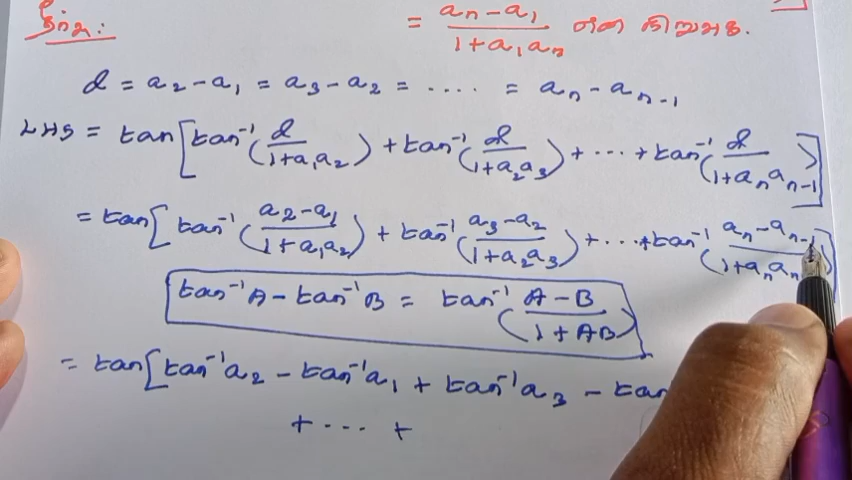 தீர்வு:
= (aₙ - a₁)/(1 + a₁aₙ) என நிறுவுக.
d = a₂ - a₁ = a₃ - a₂ = .... = aₙ - aₙ₋₁
LHS = tan[tan⁻¹(d/(1+a₁a₂)) + tan⁻¹(d/(1+a₂a₃)) + ... + tan⁻¹(d/(1+aₙaₙ₋₁))]
= tan[tan⁻¹((a₂-a₁)/(1+a₁a₂)) + tan⁻¹((a₃-a₂)/(1+a₂a₃)) + ... + tan⁻¹((aₙ-aₙ₋₁)/(1+aₙaₙ
tan⁻¹A - tan⁻¹B = tan⁻¹((A-B)/(1+AB))
= tan[tan⁻¹a₂ - tan⁻¹a₁ + tan⁻¹a₃ - tan
+ .... +